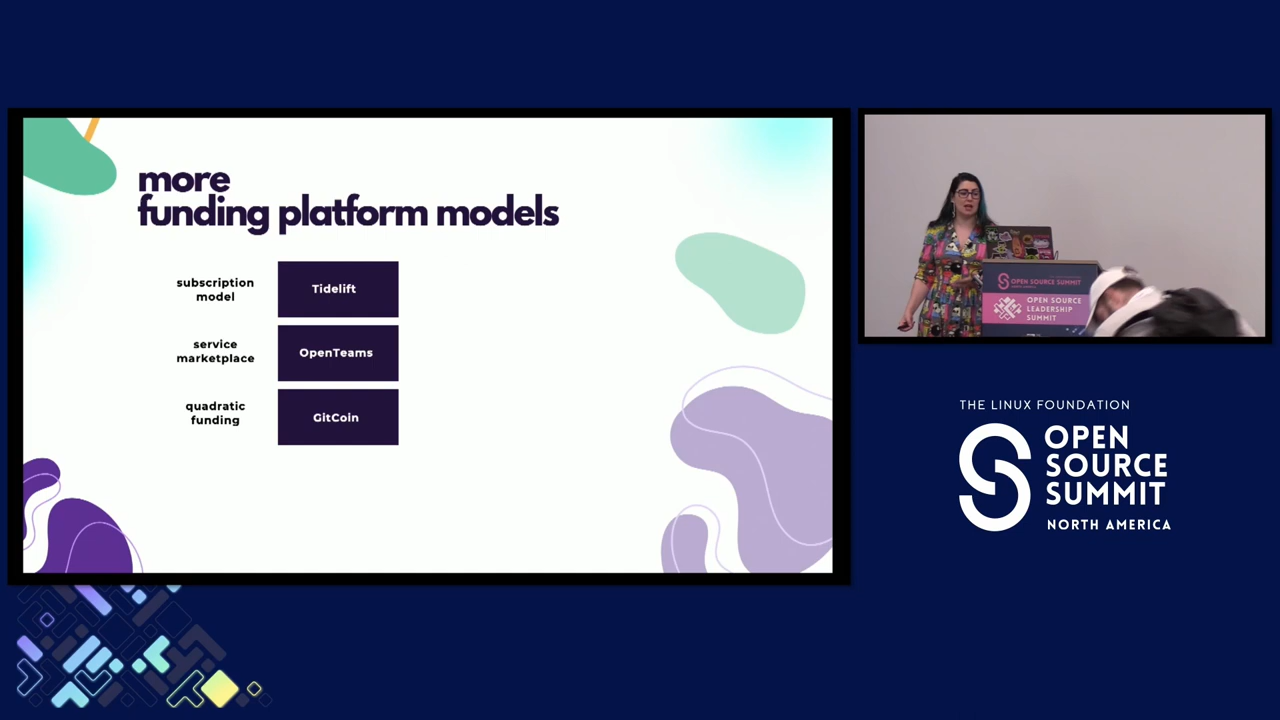 more
funding platform models
subscription
model
Tidelift
service
marketplace
OpenTeams
quadratic
funding
GitCoin
OPEN SOURCE SUMMIT
OPEN SOURCE
LEADERSHIP
SUMMIT
THE LINUX FOUNDATION
OPEN
SOURCE
SUMMIT
NORTH AMERICA